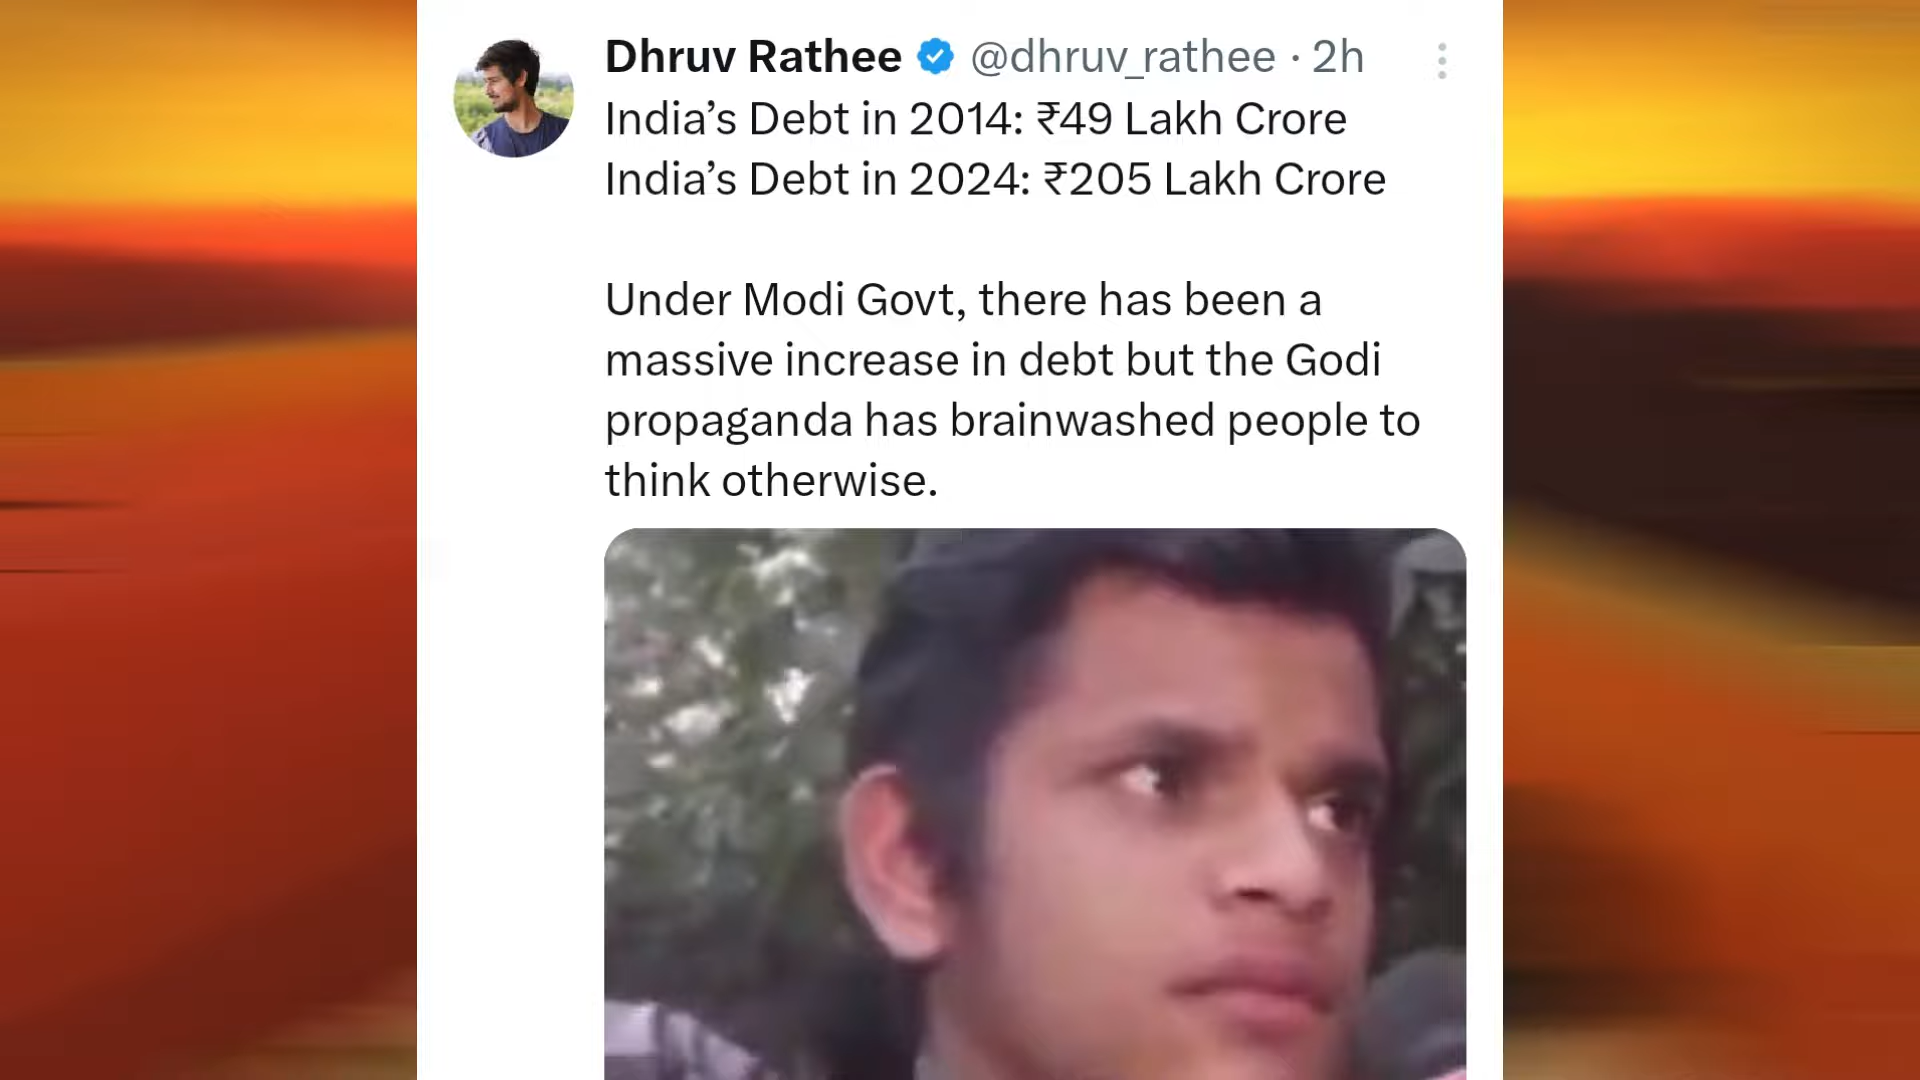 Dhruv Rathee @dhruv_rathee · 2h
India’s Debt in 2014: ₹49 Lakh Crore
India’s Debt in 2024: ₹205 Lakh Crore
Under Modi Govt, there has been a
massive increase in debt but the Godi
propaganda has brainwashed people to
think otherwise.